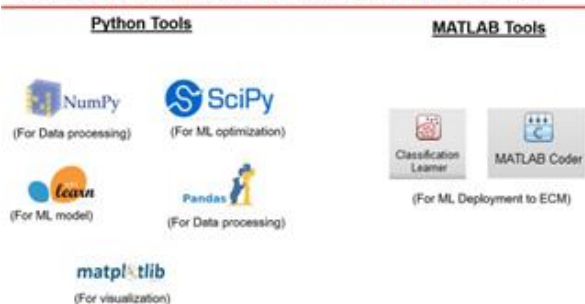 Python Tools
MATLAB Tools
NumPy
SciPy
(For Data processing)
(For ML optimization)
Classification
Learner
MATLAB Coder
learn
Pandas
(For ML Deployment to ECM)
(For ML model)
(For Data processing)
matplotlib
(For visualization)